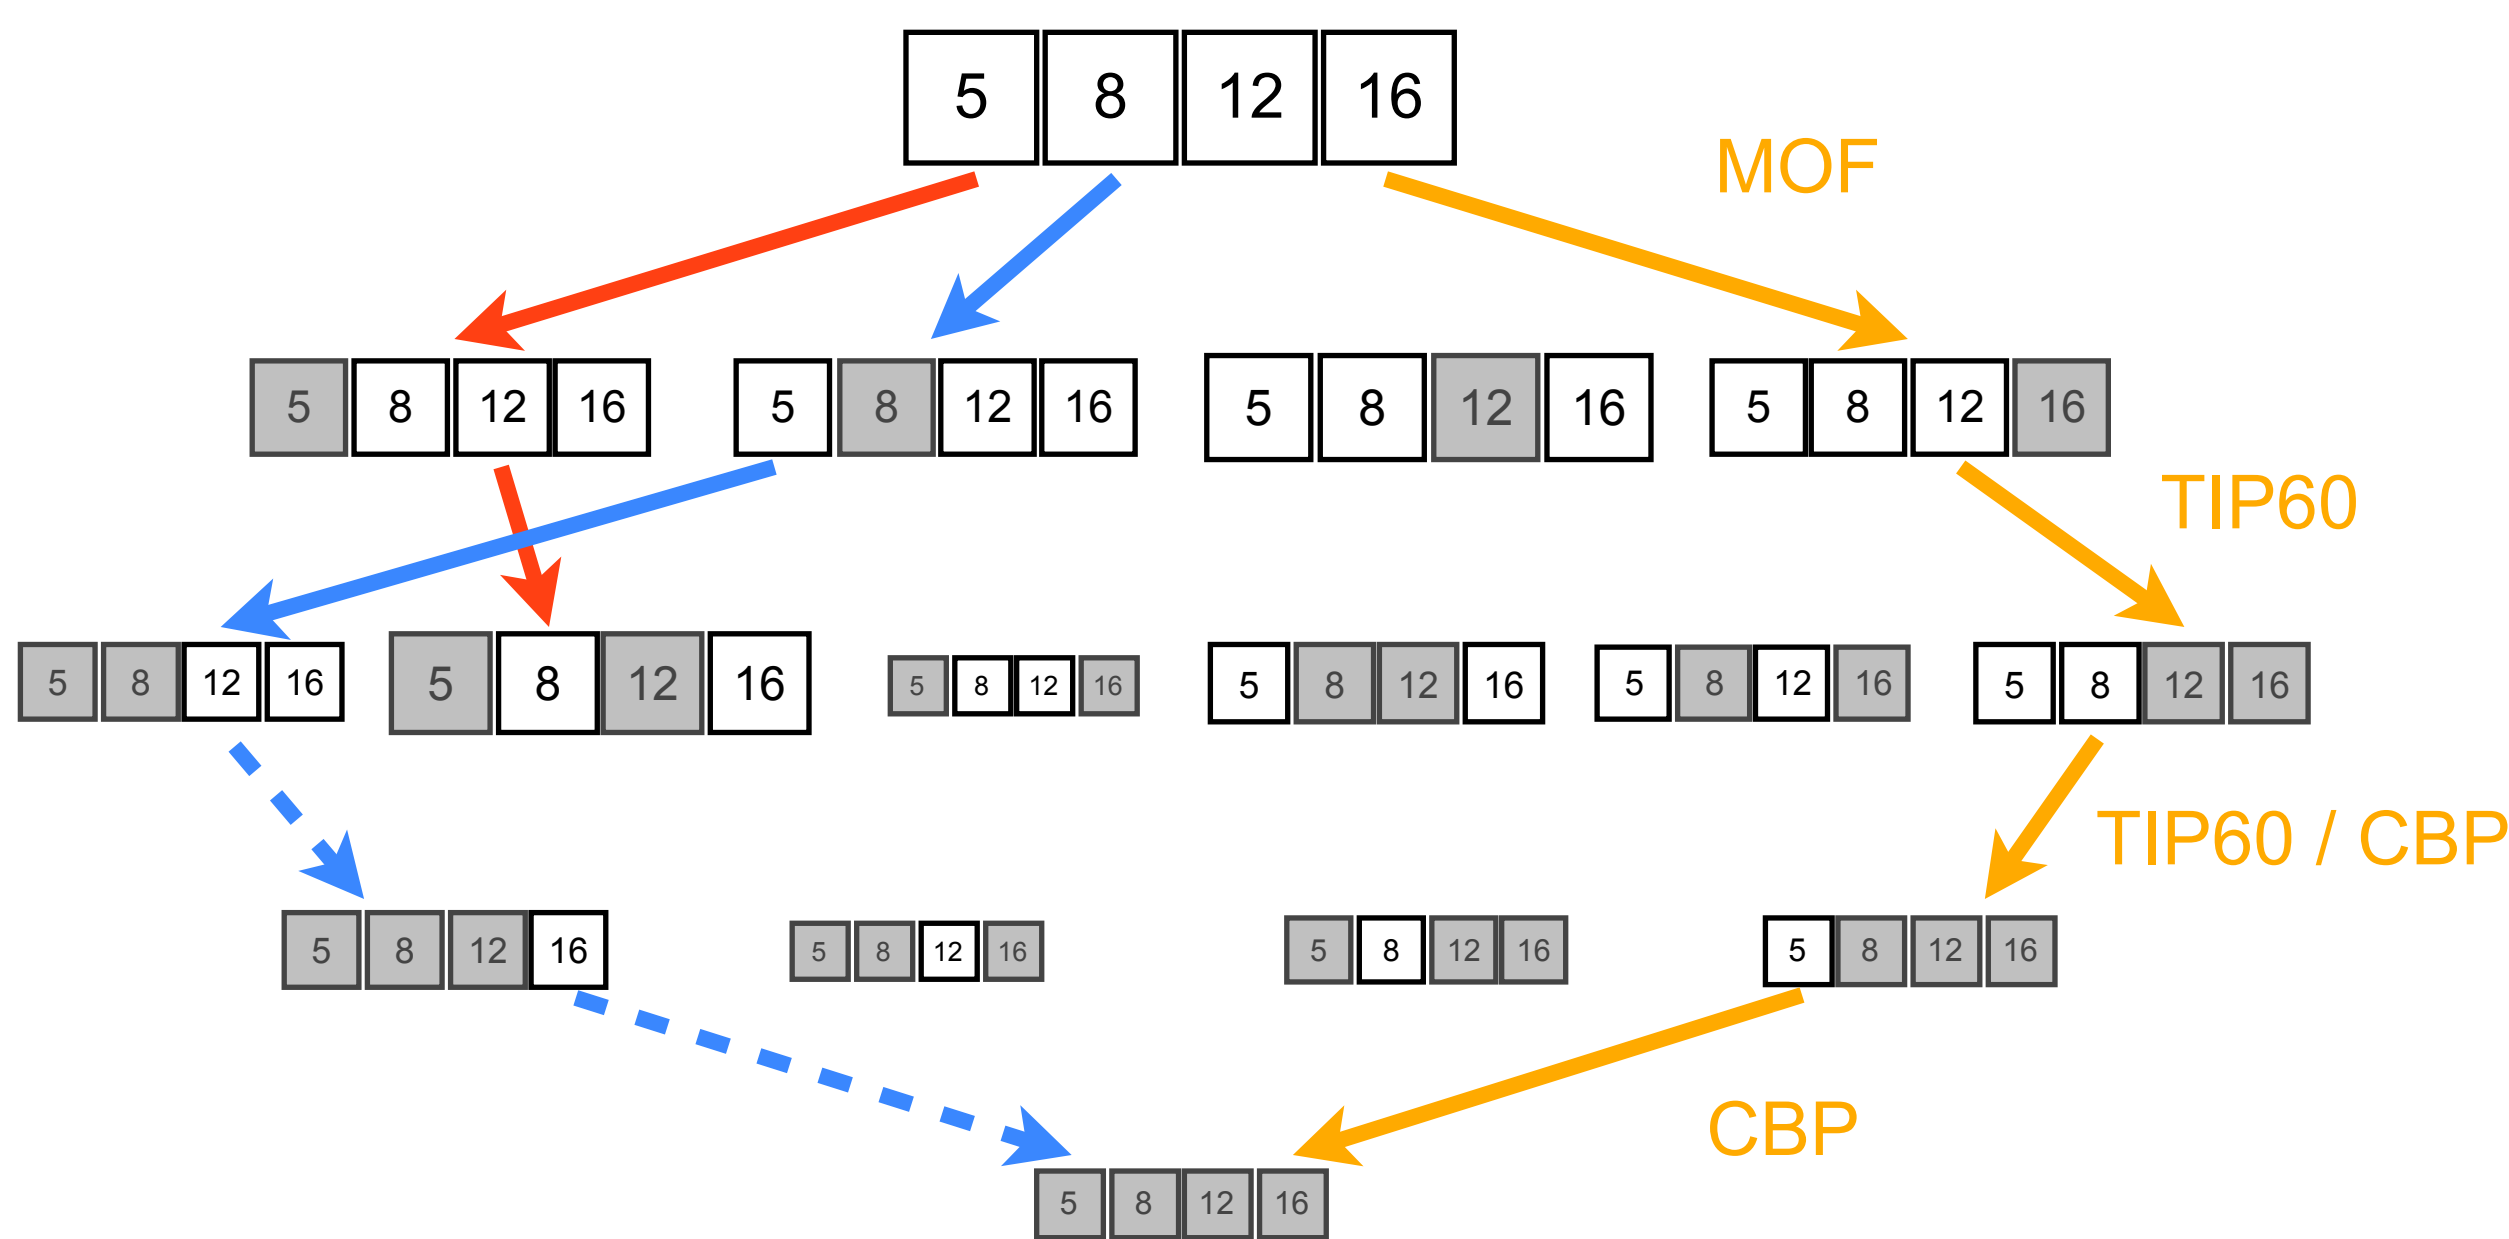 5 8 12 16
MOF
5 8 12 16 5 8 12 16 5 8 12 16 5 8 12 16
TIP60
5 8 12 16 5 8 12 16 5 8 12 16 5 8 12 16 5 8 12 16 5 8 12 16
TIP60 / CBP
5 8 12 16 5 8 12 16 5 8 12 16 5 8 12 16
CBP
5 8 12 16